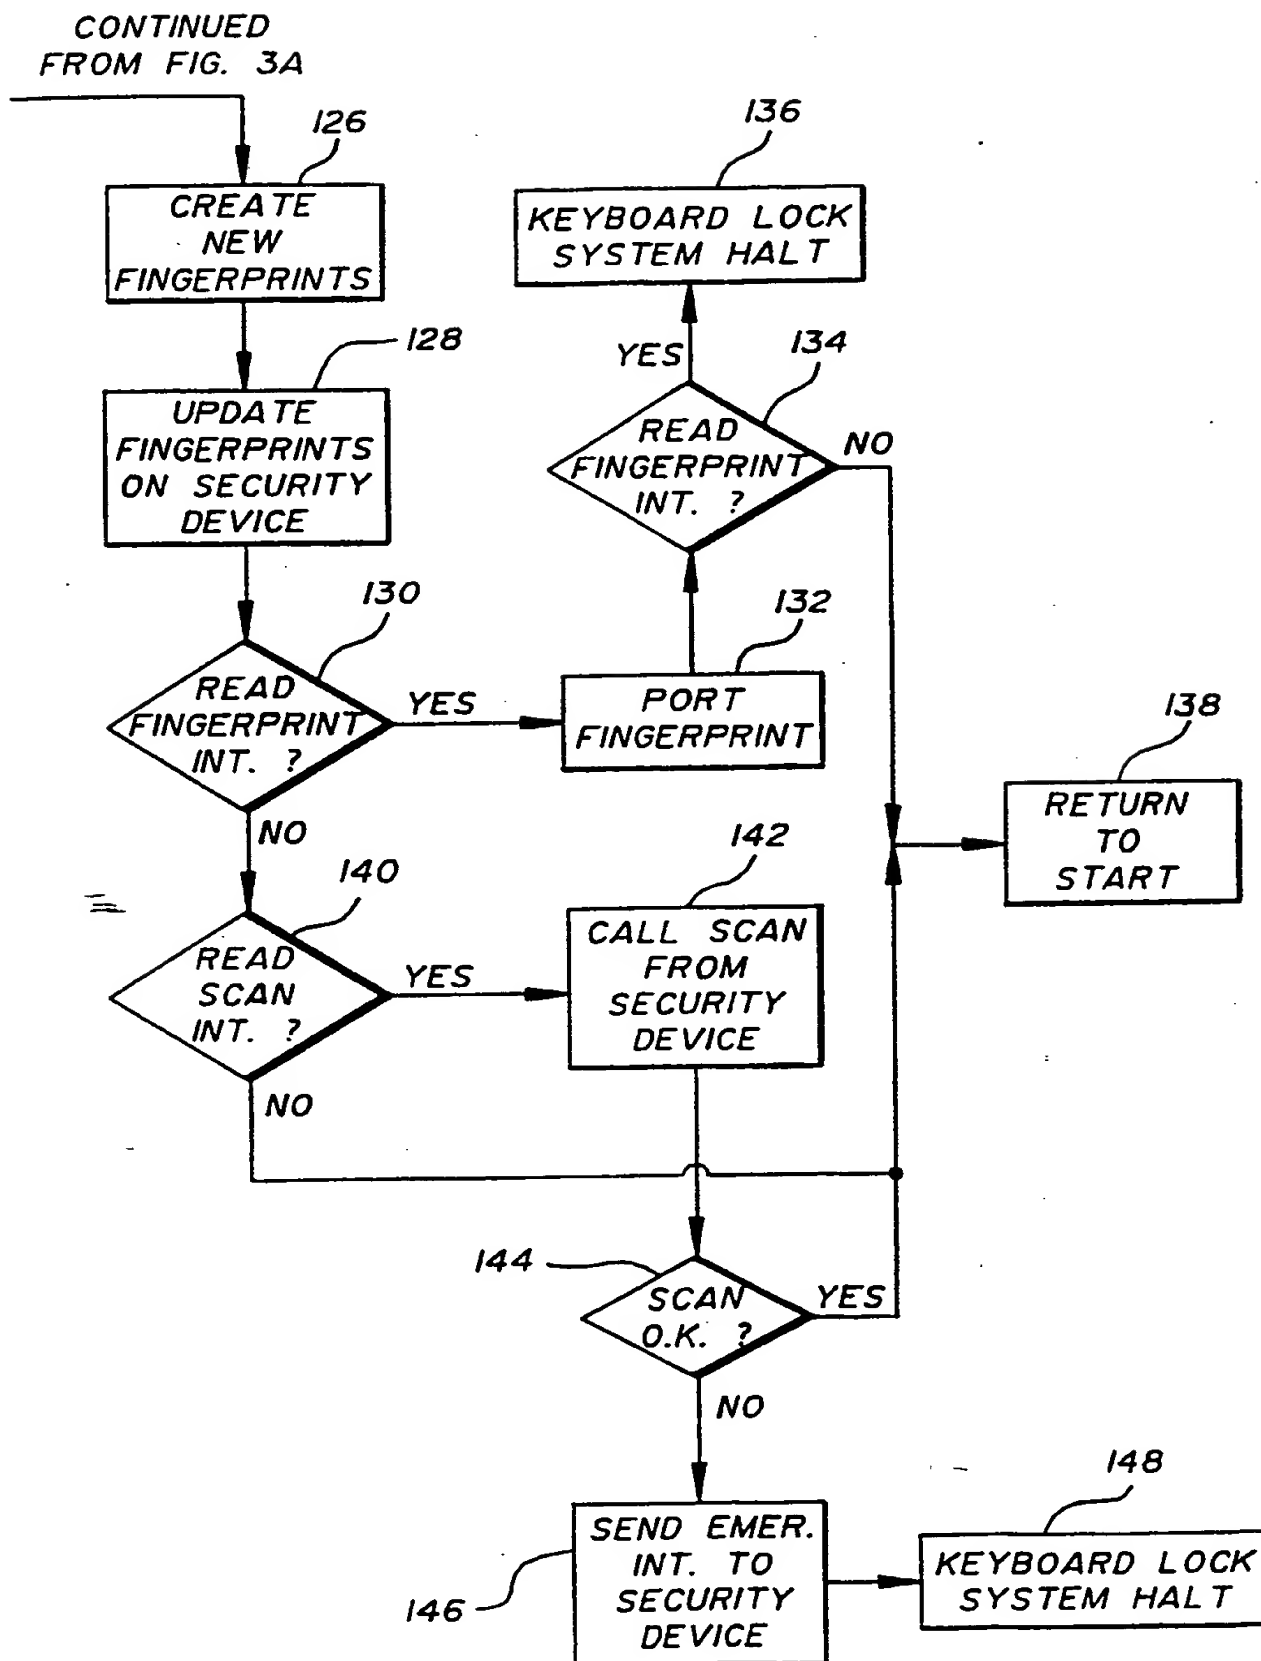 CONTINUED
FROM FIG. 3A
126
CREATE
NEW
FINGERPRINTS
128
UPDATE
FINGERPRINTS
ON SECURITY
DEVICE
130
READ
FINGERPRINT
INT. ?
YES
NO
132
PORT
FINGERPRINT
134
READ
FINGERPRINT
INT. ?
YES
NO
136
KEYBOARD LOCK
SYSTEM HALT
138
RETURN
TO
START
140
READ
SCAN
INT. ?
YES
NO
142
CALL SCAN
FROM
SECURITY
DEVICE
144
SCAN
O.K. ?
YES
NO
146
SEND EMER.
INT. TO
SECURITY
DEVICE
148
KEYBOARD LOCK
SYSTEM HALT